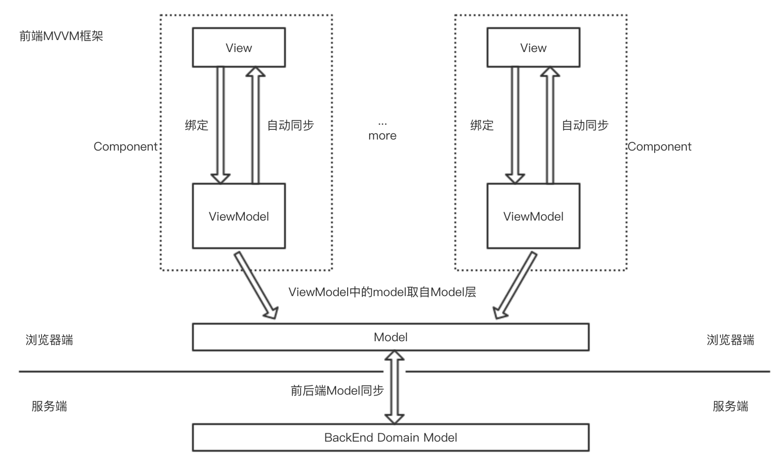 前端MVVM框架
View
View
绑定
自动同步
...
more
绑定
自动同步
Component
Component
ViewModel
ViewModel
ViewModel中的model取自Model层
Model
浏览器端
浏览器端
前后端Model同步
服务端
服务端
BackEnd Domain Model